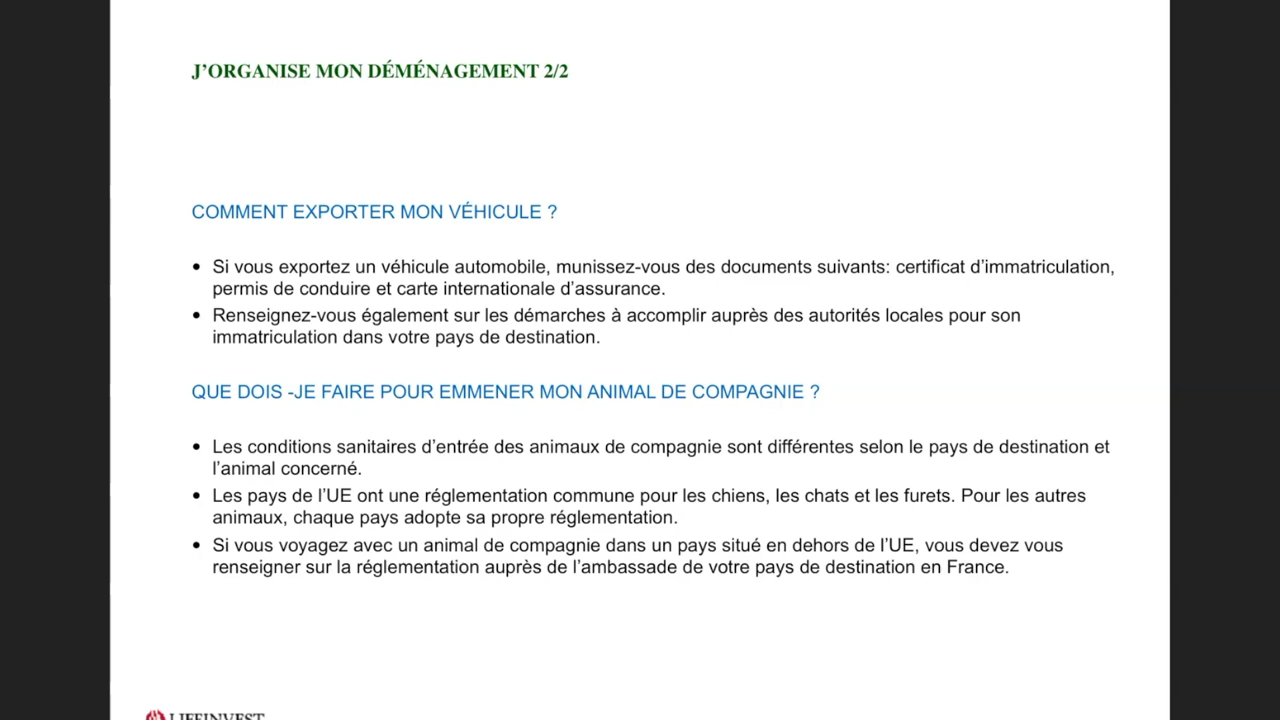 J’ORGANISE MON DÉMÉNAGEMENT 2/2
COMMENT EXPORTER MON VÉHICULE ?
• Si vous exportez un véhicule automobile, munissez-vous des documents suivants: certificat d’immatriculation,
permis de conduire et carte internationale d’assurance.
• Renseignez-vous également sur les démarches à accomplir auprès des autorités locales pour son
immatriculation dans votre pays de destination.
QUE DOIS -JE FAIRE POUR EMMENER MON ANIMAL DE COMPAGNIE ?
• Les conditions sanitaires d’entrée des animaux de compagnie sont différentes selon le pays de destination et
l’animal concerné.
• Les pays de l’UE ont une réglementation commune pour les chiens, les chats et les furets. Pour les autres
animaux, chaque pays adopte sa propre réglementation.
• Si vous voyagez avec un animal de compagnie dans un pays situé en dehors de l’UE, vous devez vous
renseigner sur la réglementation auprès de l’ambassade de votre pays de destination en France.
LIFEINVEST